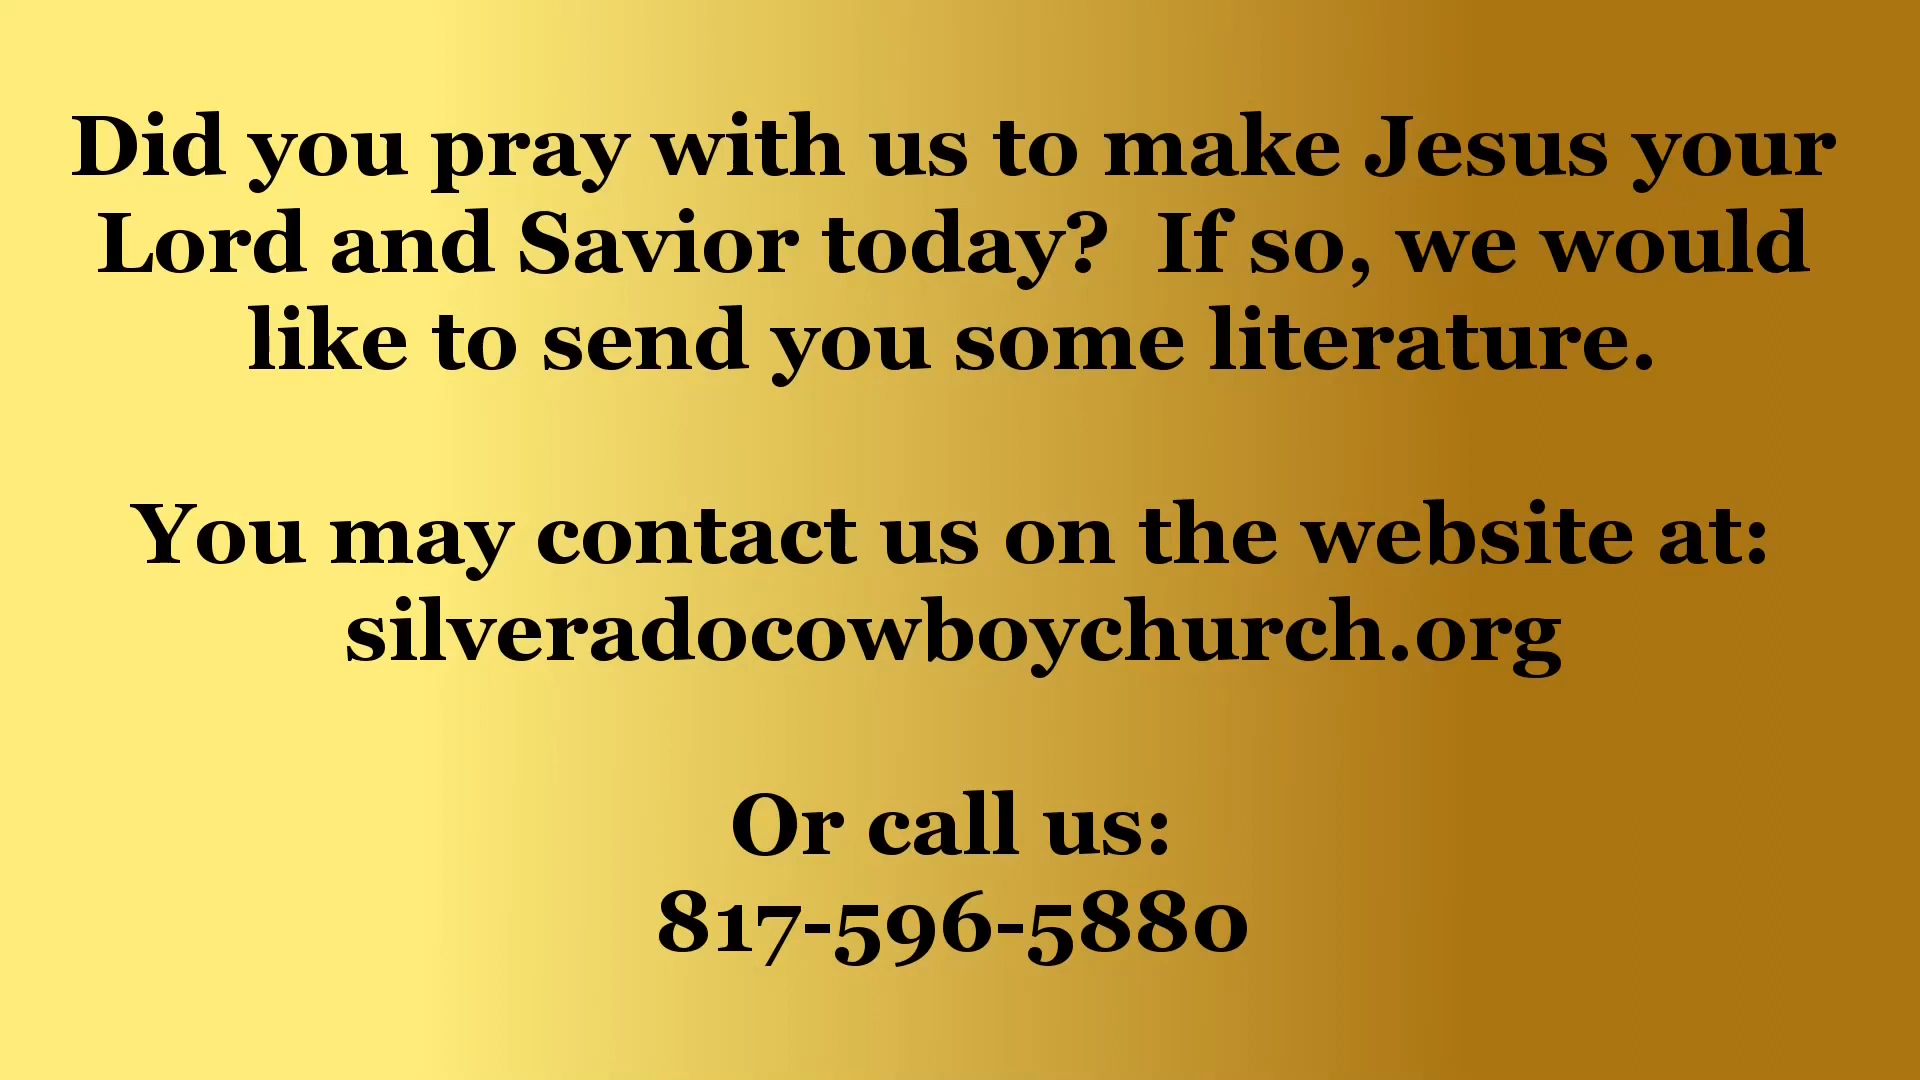 Did you pray with us to make Jesus your
Lord and Savior today?  If so, we would
like to send you some literature.
You may contact us on the website at:
silveradocowboychurch.org
Or call us:
817-596-5880